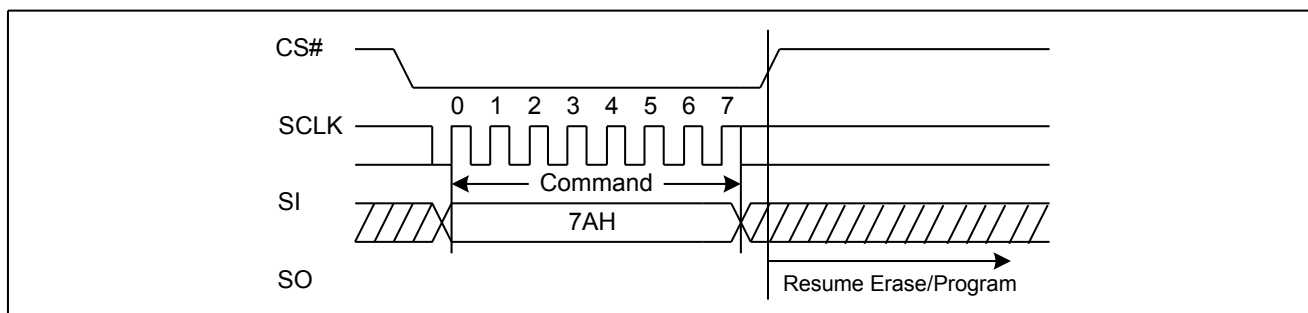 CS#
0 1 2 3 4 5 6 7
SCLK
Command
SI
7AH
SO
Resume Erase/Program